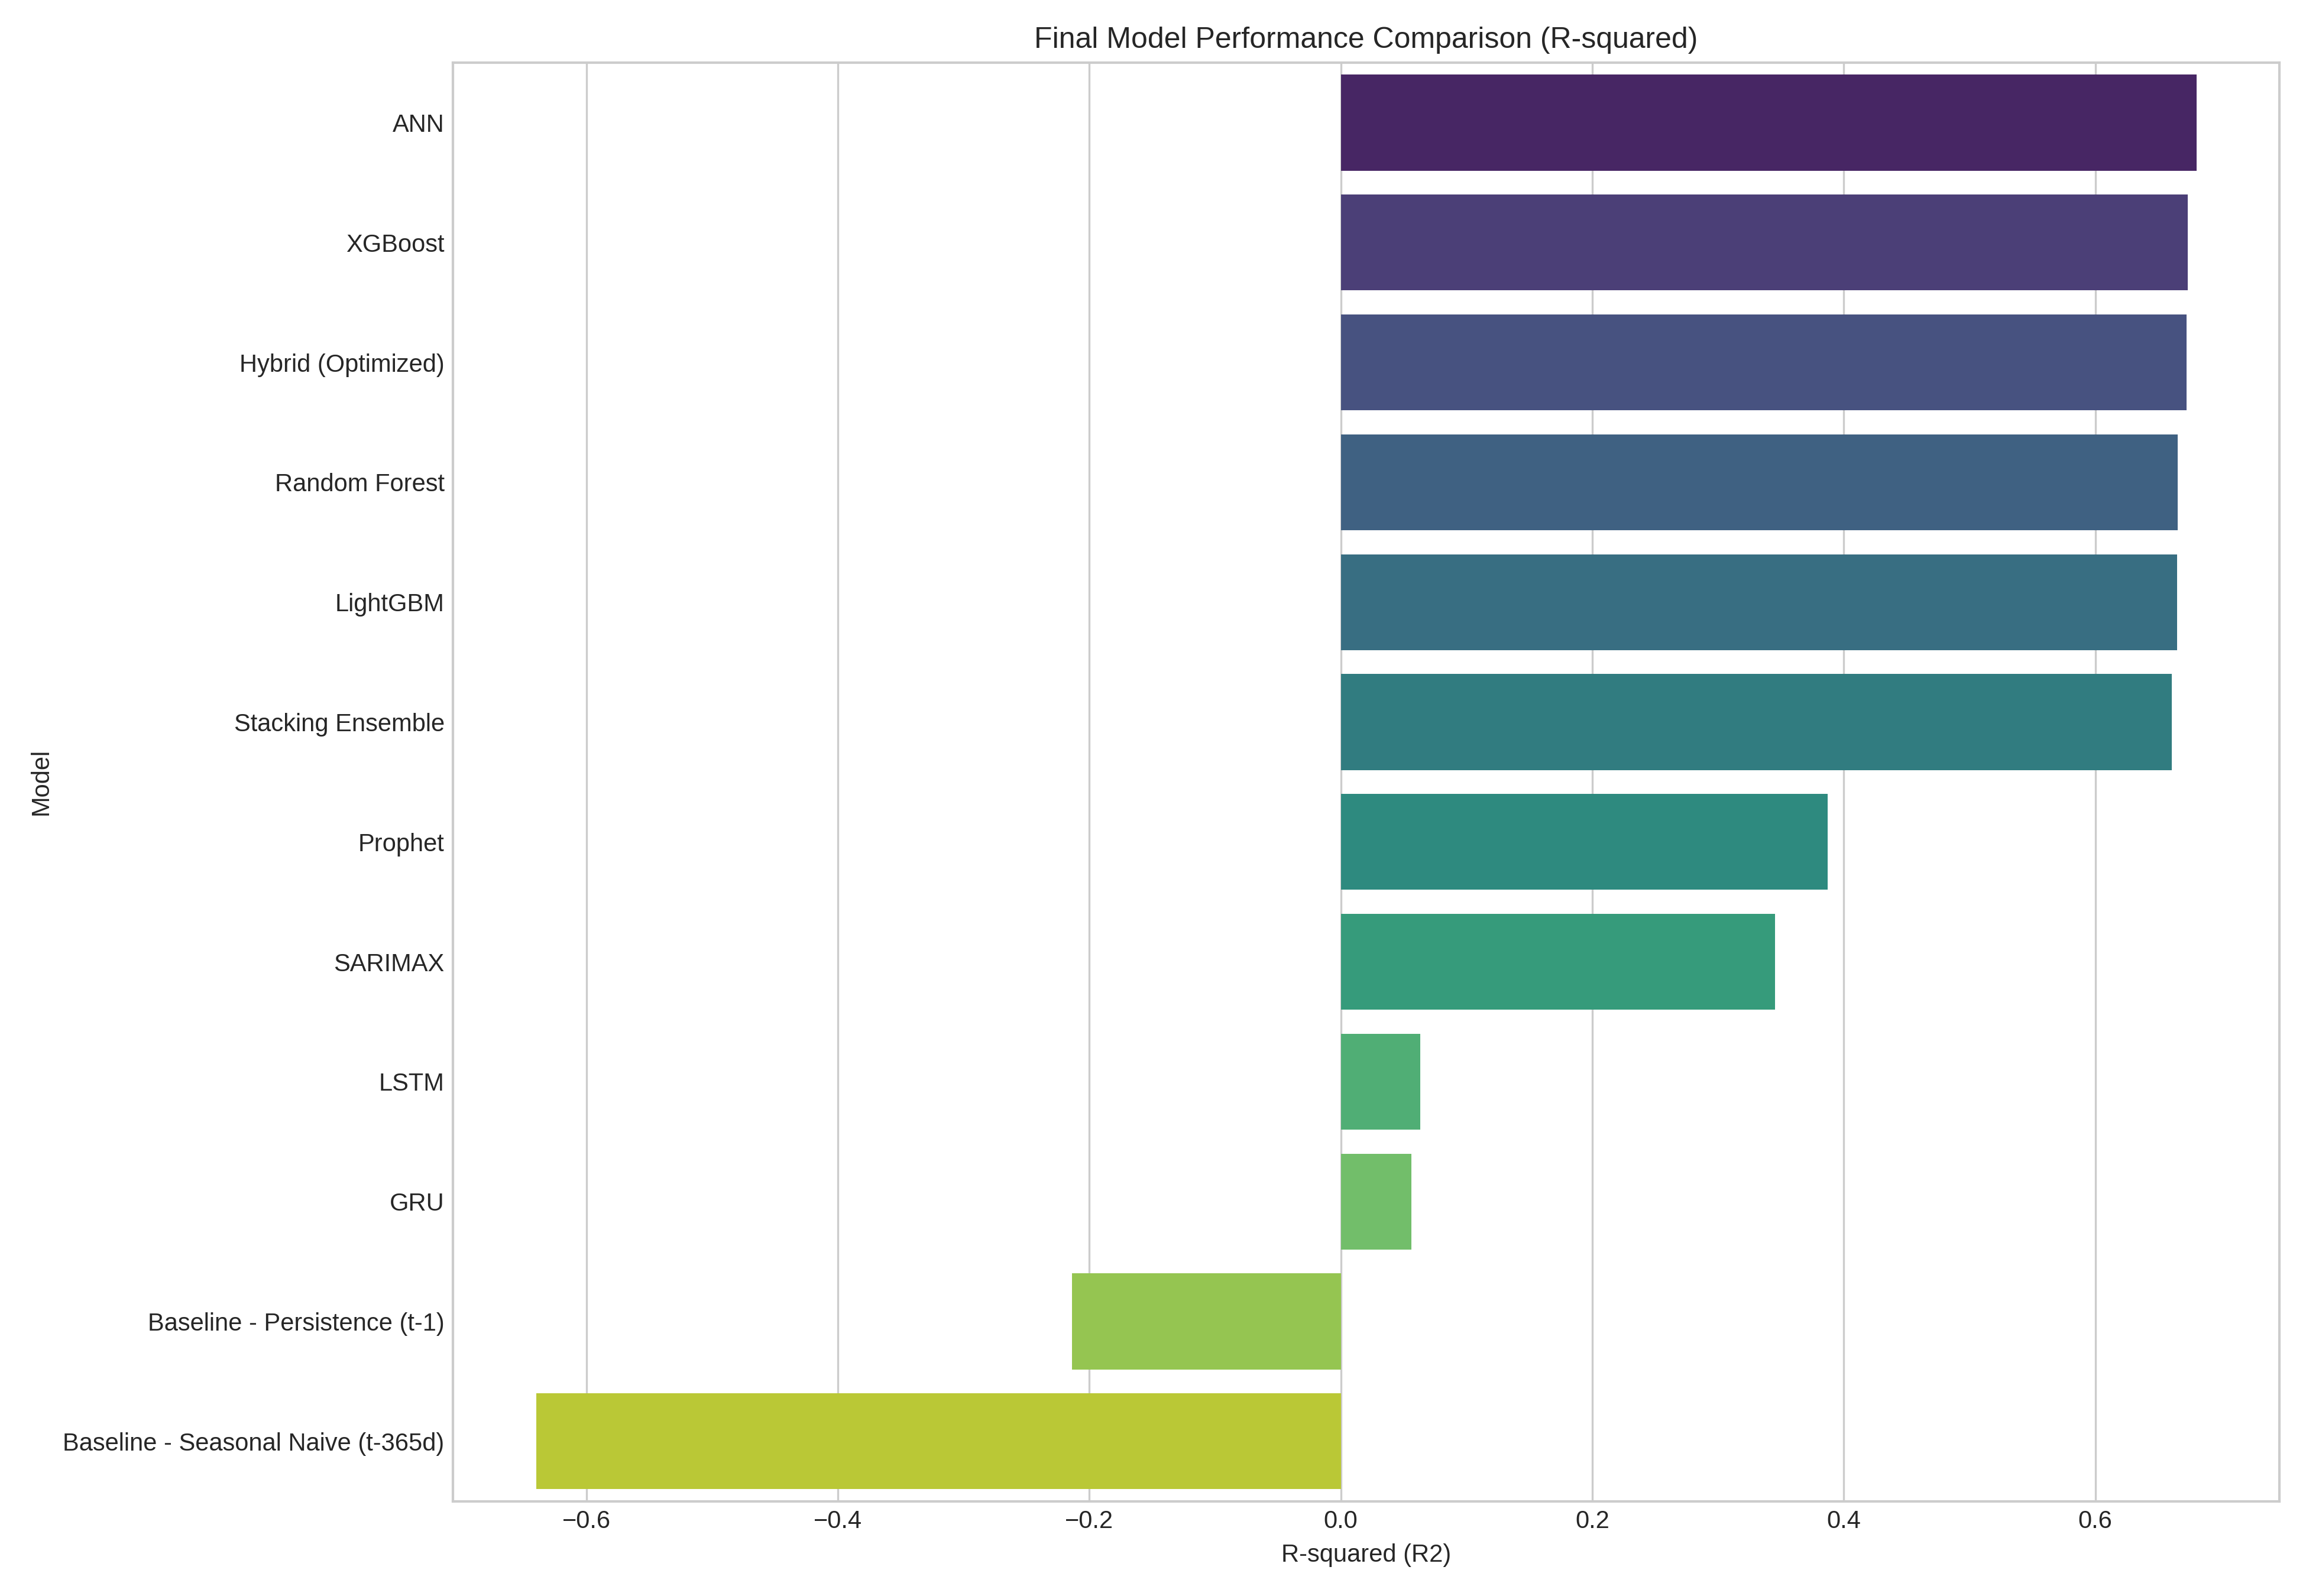 Final Model Performance Comparison (R-squared)
Model
ANN
XGBoost
Hybrid (Optimized)
Random Forest
LightGBM
Stacking Ensemble
Prophet
SARIMAX
LSTM
GRU
Baseline - Persistence (t-1)
Baseline - Seasonal Naive (t-365d)
−0.6 −0.4 −0.2 0.0 0.2 0.4 0.6
R-squared (R2)